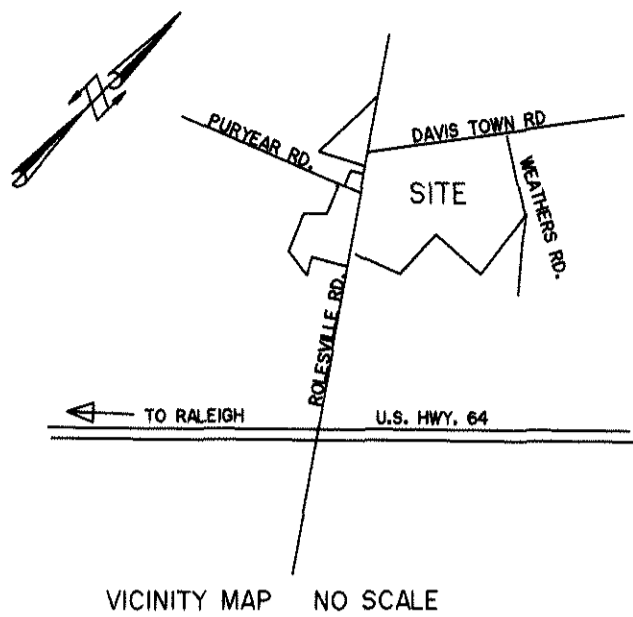 PURYEAR RD.
DAVIS TOWN RD
SITE
WEATHERS RD.
ROLESVILLE RD.
TO RALEIGH
U.S. HWY. 64
VICINITY MAP NO SCALE